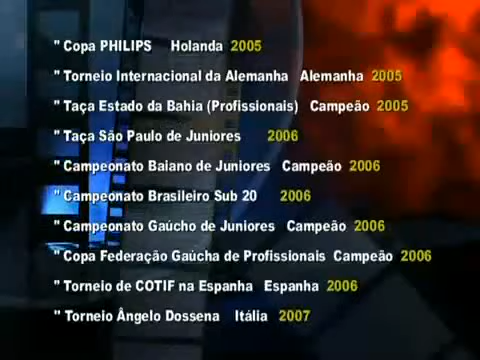 " Copa PHILIPS Holanda 2005
" Torneio Internacional da Alemanha Alemanha 2005
" Taça Estado da Bahia (Profissionais) Campeão 2005
" Taça São Paulo de Juniores 2006
" Campeonato Baiano de Juniores Campeão 2006
" Campeonato Brasileiro Sub 20 2006
" Campeonato Gaúcho de Juniores Campeão 2006
" Copa Federação Gaúcha de Profissionais Campeão 2006
" Torneio de COTIF na Espanha Espanha 2006
" Torneio Ângelo Dossena Itália 2007